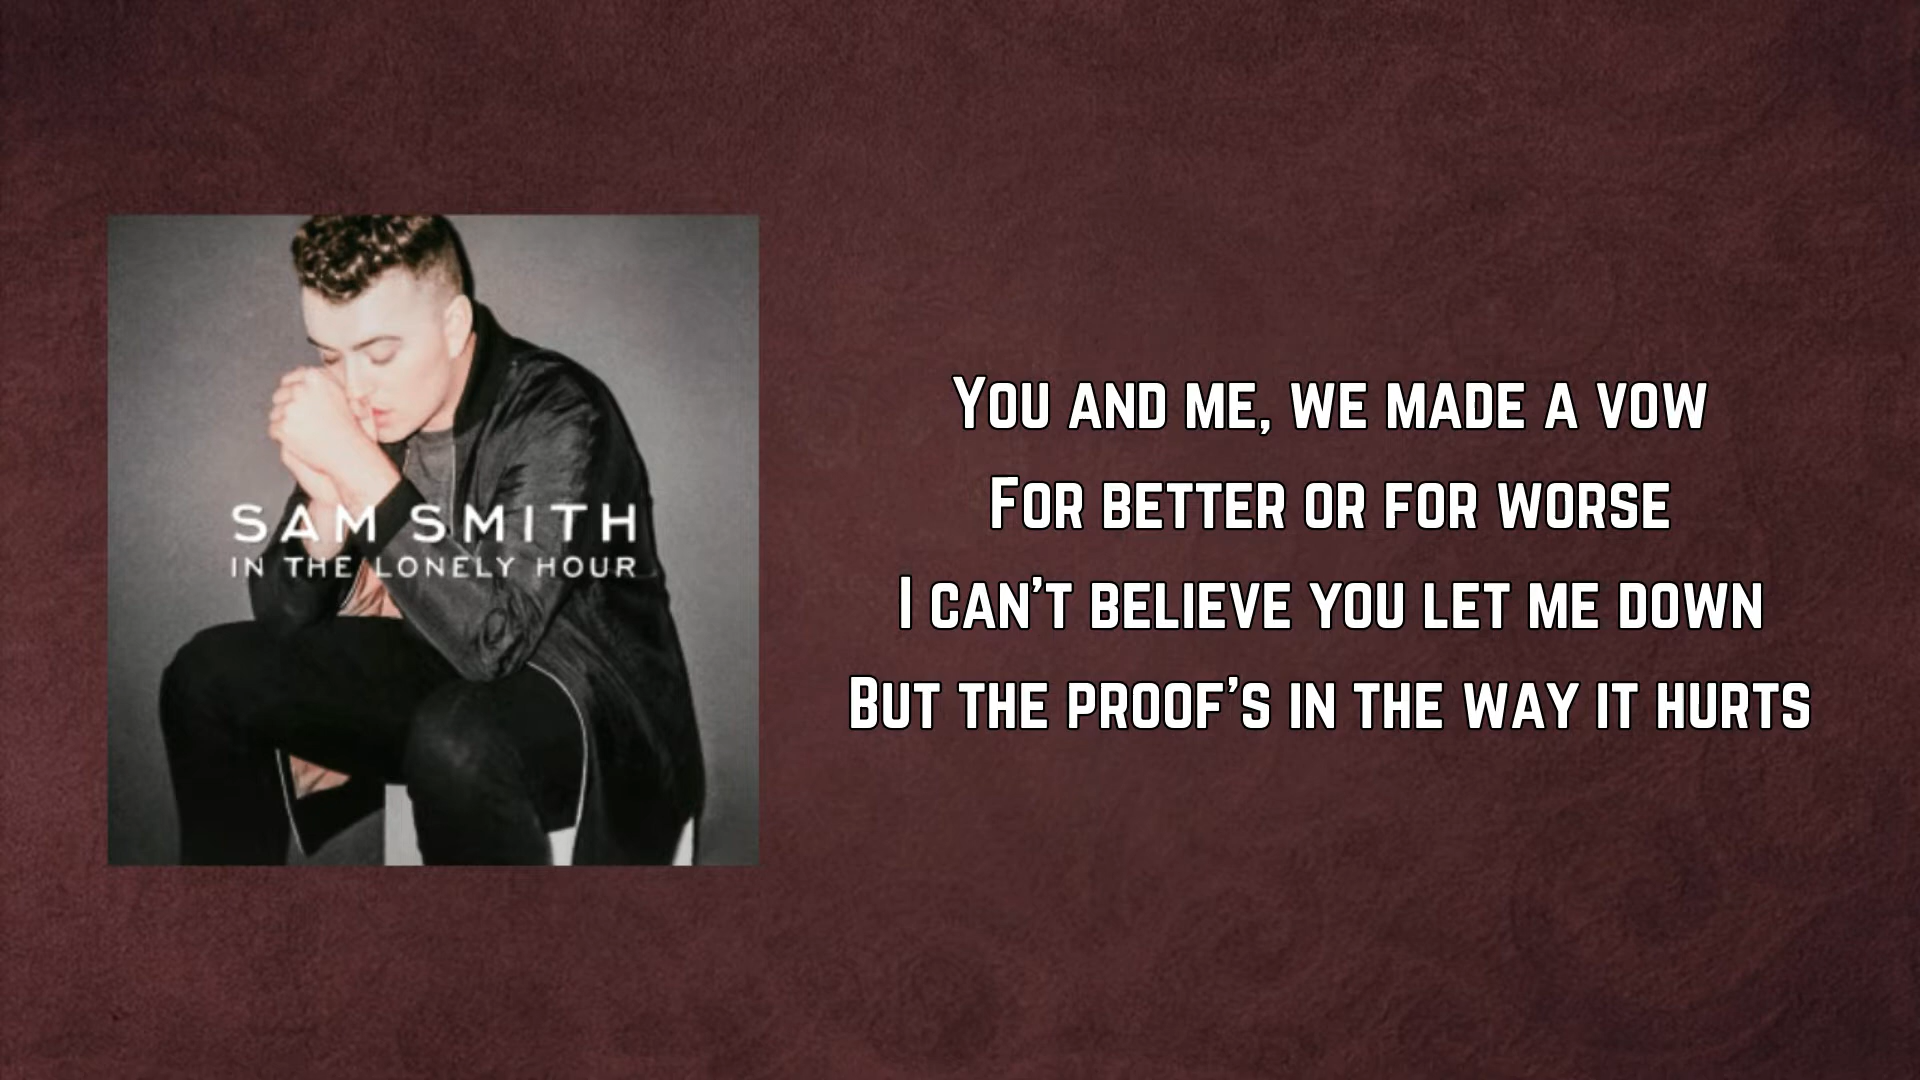 SAM SMITH
IN THE LONELY HOUR
You and me, we made a vow
For better or for worse
I can't believe you let me down
But the proof's in the way it hurts